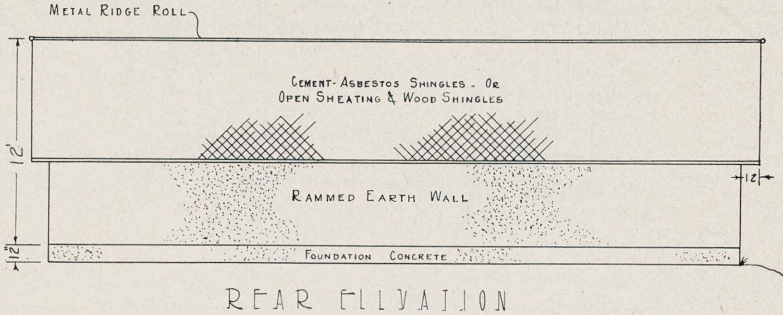 METAL RIDGE ROLL
CEMENT-ASBESTOS SHINGLES - OR
OPEN SHEATING & WOOD SHINGLES
12'
12
RAMMED EARTH WALL
12"
FOUNDATION CONCRETE
REAR ELEVATION